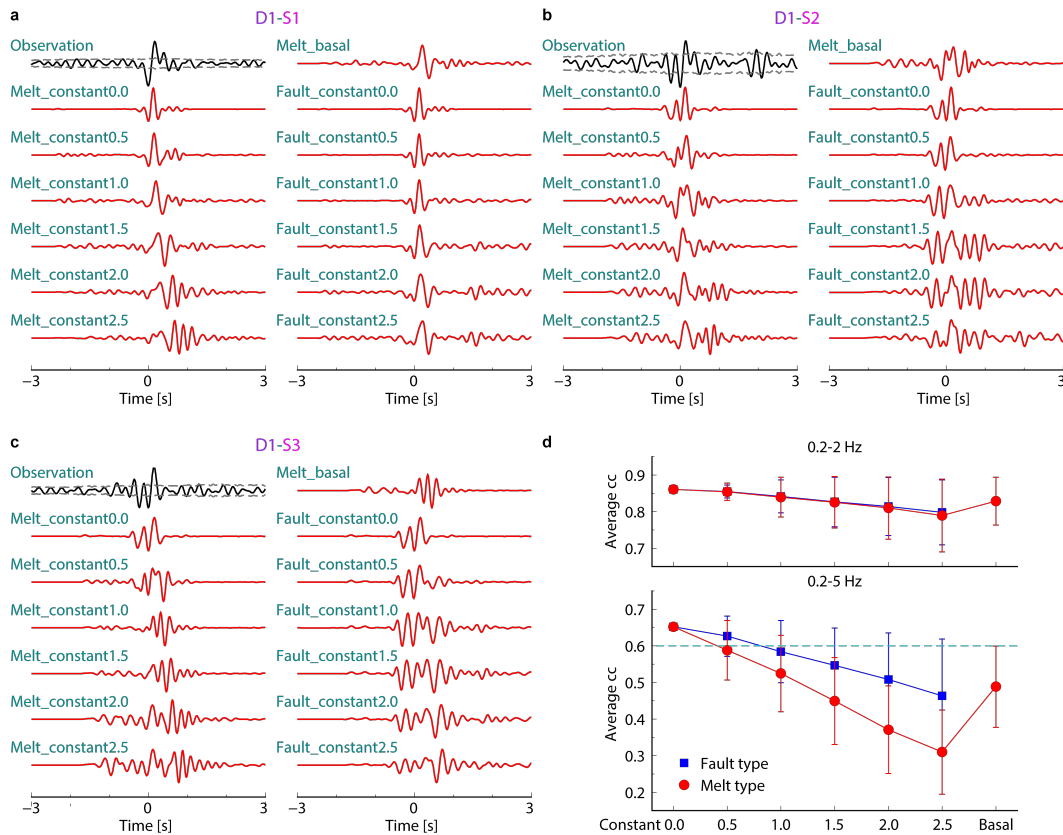 a
D1-S1
Observation
Melt_constant0.0
Melt_constant0.5
Melt_constant1.0
Melt_constant1.5
Melt_constant2.0
Melt_constant2.5
Melt_basal
Fault_constant0.0
Fault_constant0.5
Fault_constant1.0
Fault_constant1.5
Fault_constant2.0
Fault_constant2.5
−3 0 3
Time [s]
−3 0 3
Time [s]
b
D1-S2
Observation
Melt_constant0.0
Melt_constant0.5
Melt_constant1.0
Melt_constant1.5
Melt_constant2.0
Melt_constant2.5
Melt_basal
Fault_constant0.0
Fault_constant0.5
Fault_constant1.0
Fault_constant1.5
Fault_constant2.0
Fault_constant2.5
−3 0 3
Time [s]
−3 0 3
Time [s]
c
D1-S3
Observation
Melt_constant0.0
Melt_constant0.5
Melt_constant1.0
Melt_constant1.5
Melt_constant2.0
Melt_constant2.5
Melt_basal
Fault_constant0.0
Fault_constant0.5
Fault_constant1.0
Fault_constant1.5
Fault_constant2.0
Fault_constant2.5
−3 0 3
Time [s]
−3 0 3
Time [s]
d
0.2-2 Hz
Average cc
0.9
0.8
0.7
0.2-5 Hz
Average cc
0.7
0.6
0.5
0.4
0.3
0.2
Fault type
Melt type
Constant 0.0 0.5 1.0 1.5 2.0 2.5 Basal